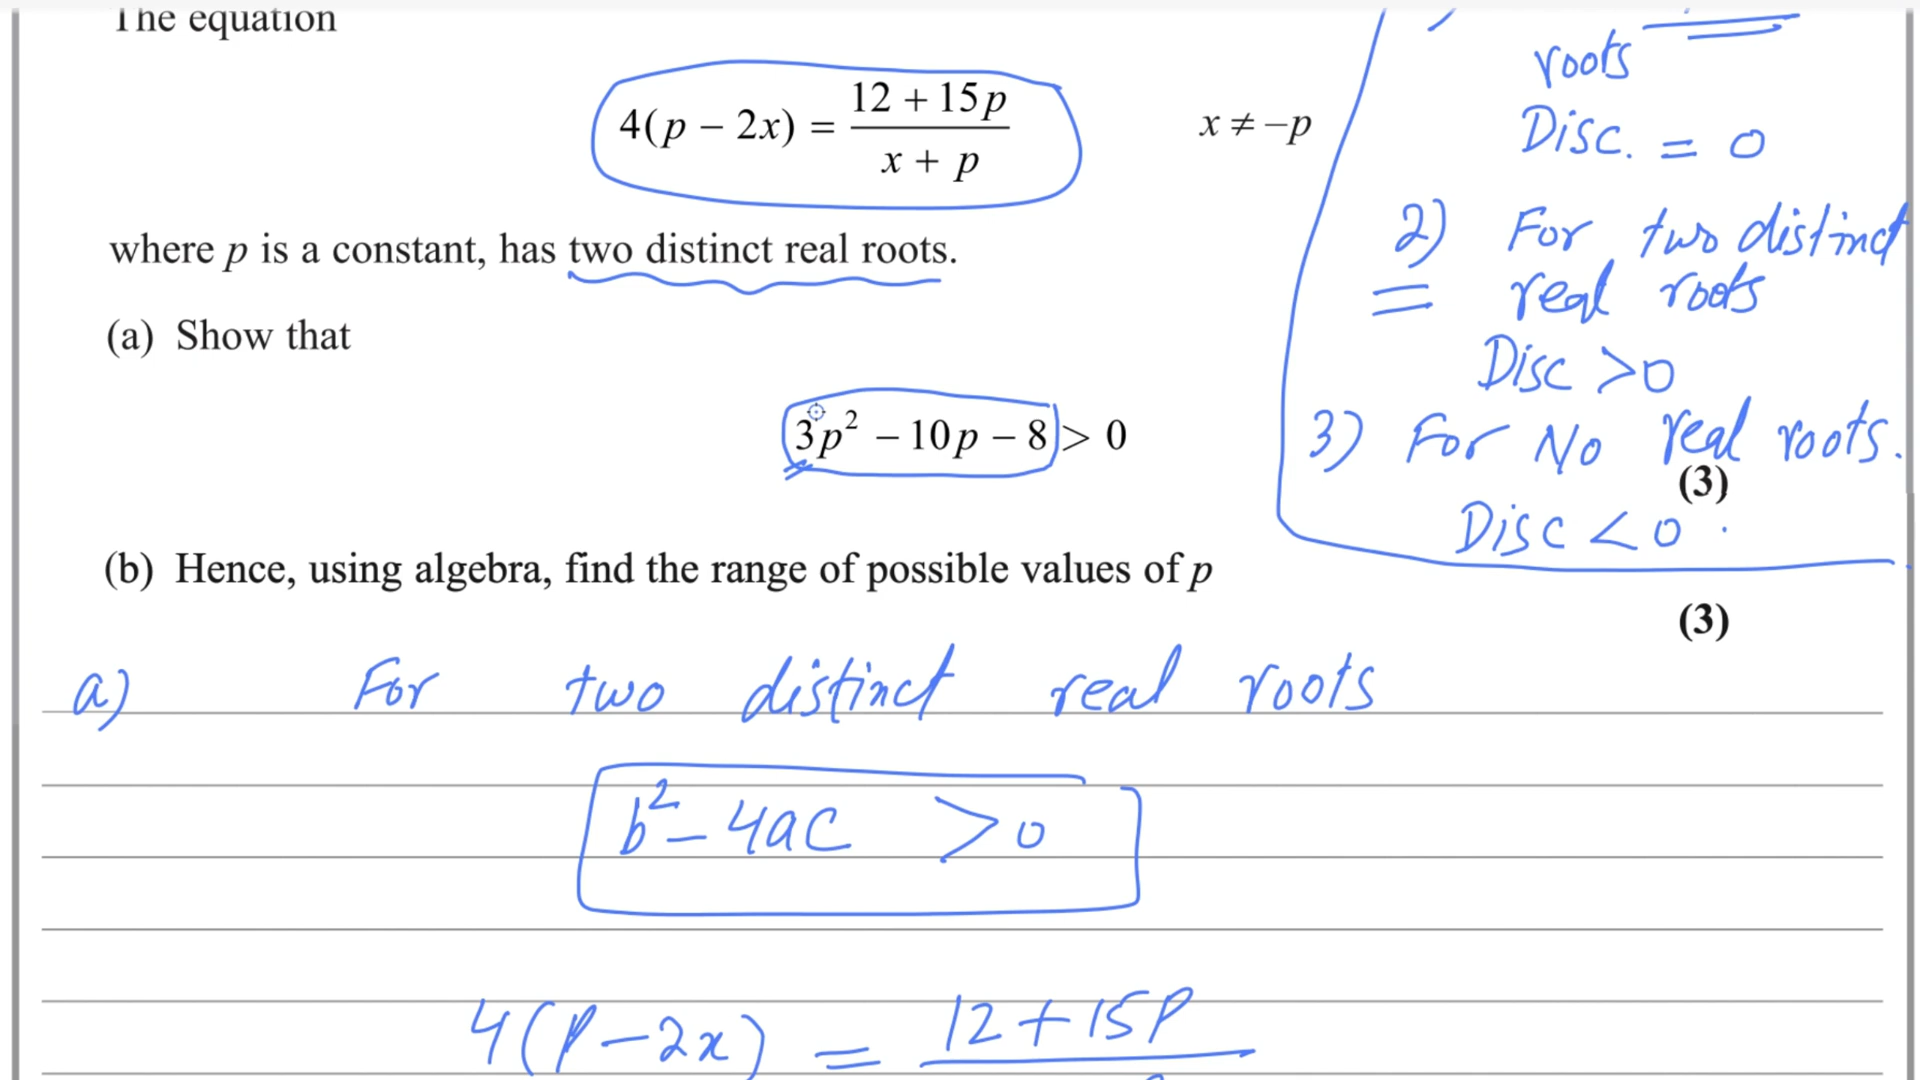 The equation
4(p − 2x) = (12 + 15p)/(x + p)    x ≠ −p
where p is a constant, has two distinct real roots.
(a) Show that
3p² − 10p − 8 > 0
(3)
(b) Hence, using algebra, find the range of possible values of p
(3)
roots
Disc. = 0
2) For two distinct
real roots
Disc > 0
3) For No real roots.
Disc < 0.
a) For two distinct real roots
b² − 4ac > 0
4(p − 2x) = 12 + 15p